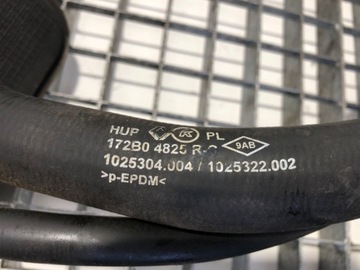 HUP K PL
172B0 4825 R-C 9AB
1025304.004 / 1025322.002
>p-EPDM<